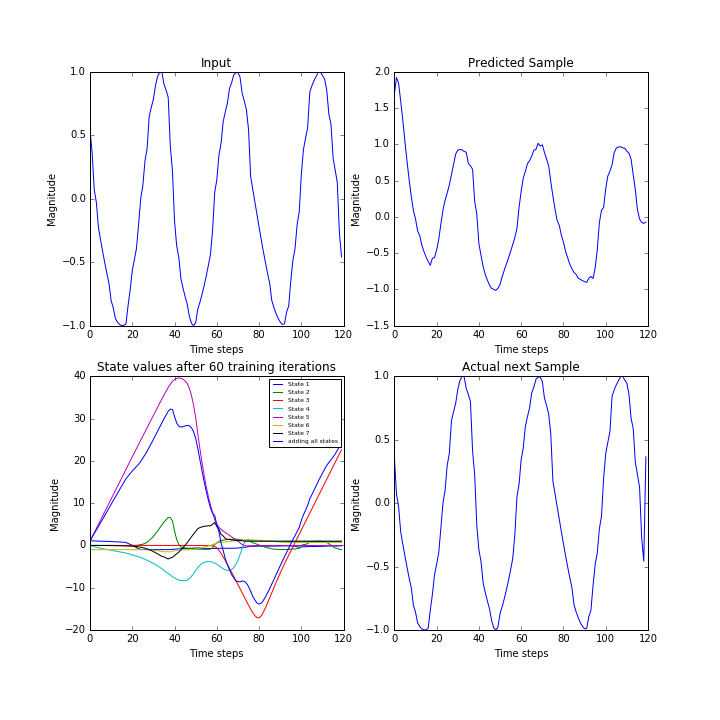 Input
1.0
0.5
0.0
−0.5
−1.0
0 20 40 60 80 100 120
Magnitude
Time steps
Predicted Sample
2.0
1.5
1.0
0.5
0.0
−0.5
−1.0
−1.5
0 20 40 60 80 100 120
Magnitude
Time steps
State values after 60 training iterations
40
30
20
10
0
−10
−20
0 20 40 60 80 100 120
Magnitude
Time steps
State 1
State 2
State 3
State 4
State 5
State 6
State 7
adding all states
Actual next Sample
1.0
0.5
0.0
−0.5
−1.0
0 20 40 60 80 100 120
Magnitude
Time steps